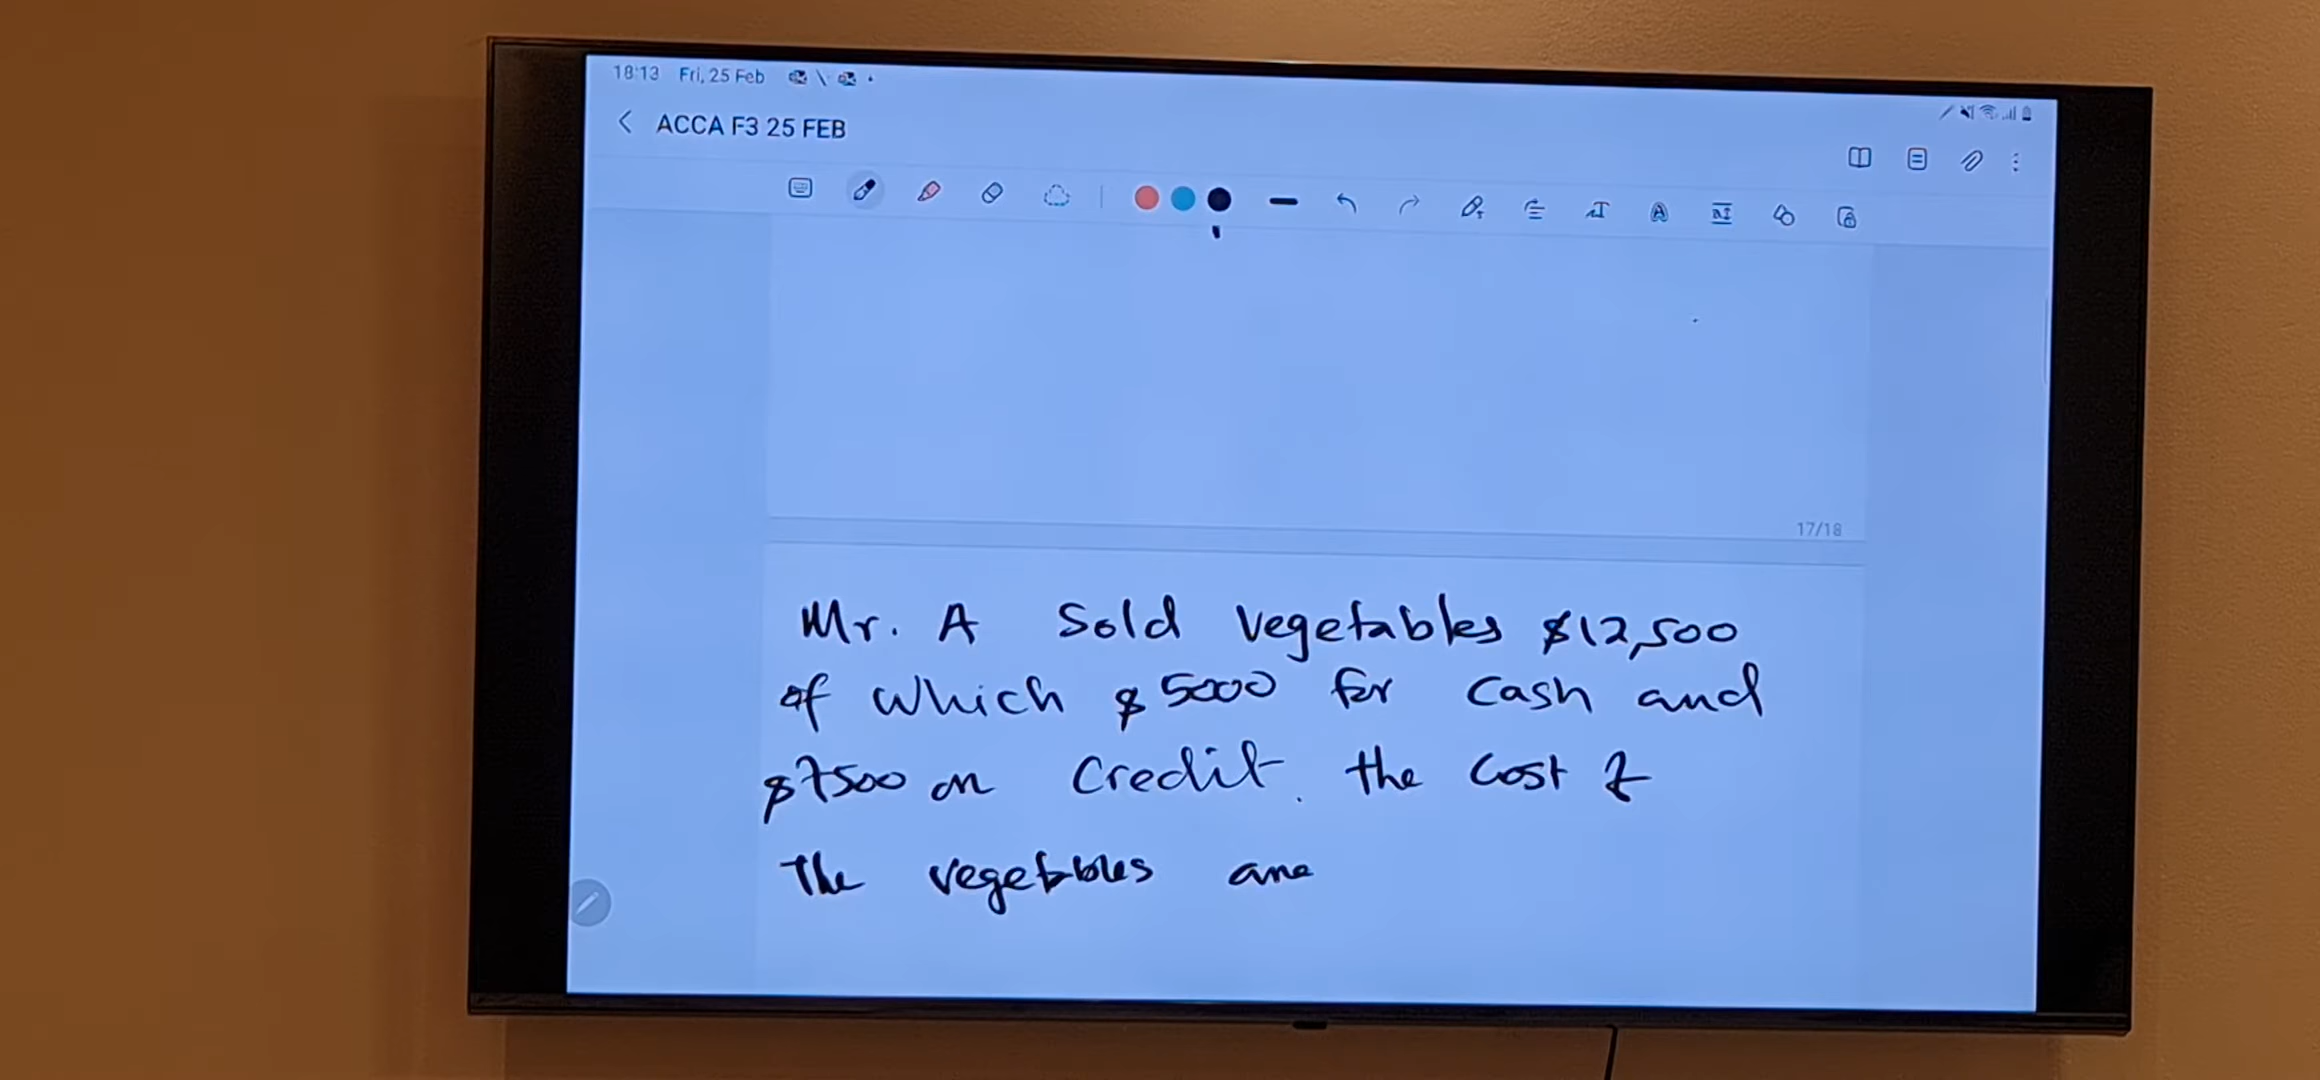 18:13 Fri, 25 Feb
ACCA F3 25 FEB
17/18
Mr. A Sold Vegetables $12,500
of which $5000 for Cash and
$7500 on Credit. the Cost of
The vegetables are